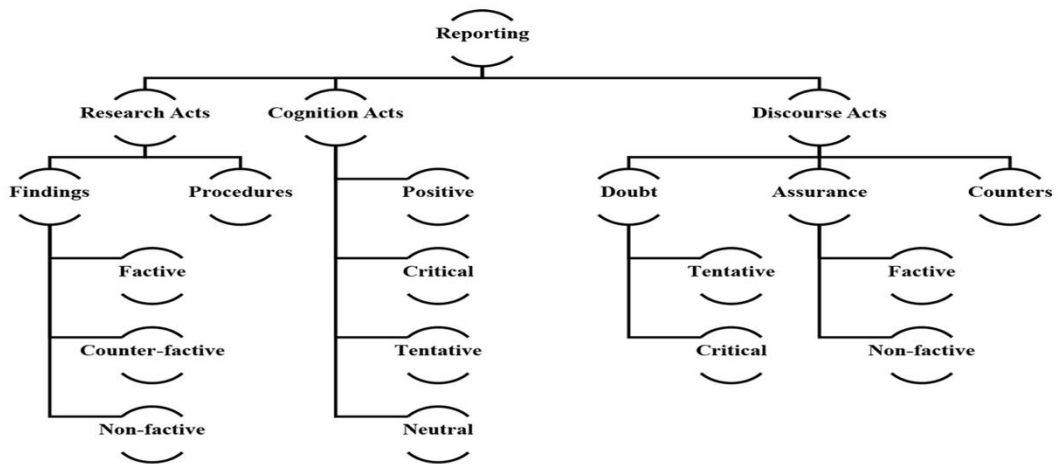 Reporting
Research Acts
Cognition Acts
Discourse Acts
Findings
Procedures
Positive
Doubt
Assurance
Counters
Factive
Critical
Tentative
Factive
Counter-factive
Tentative
Critical
Non-factive
Non-factive
Neutral